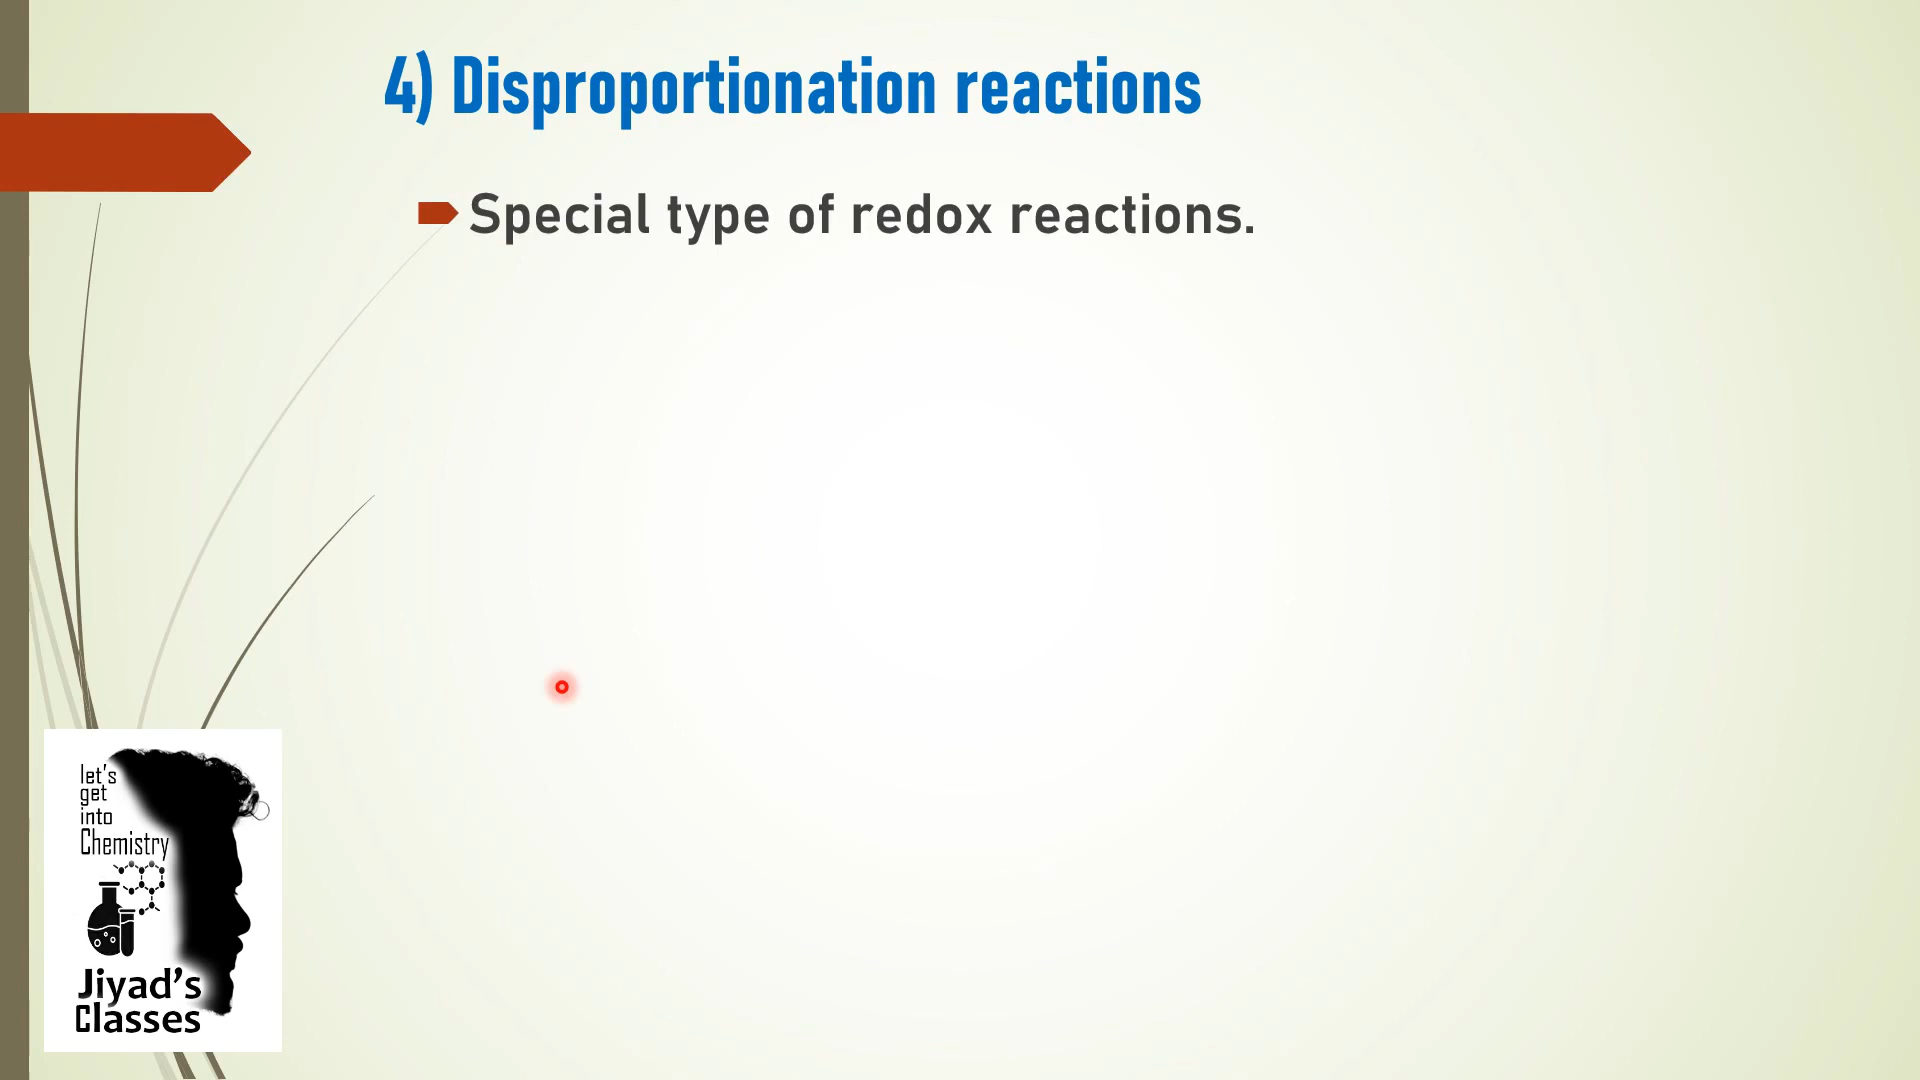 4) Disproportionation reactions
Special type of redox reactions.
let's
get
into
Chemistry
Jiyad's
Classes